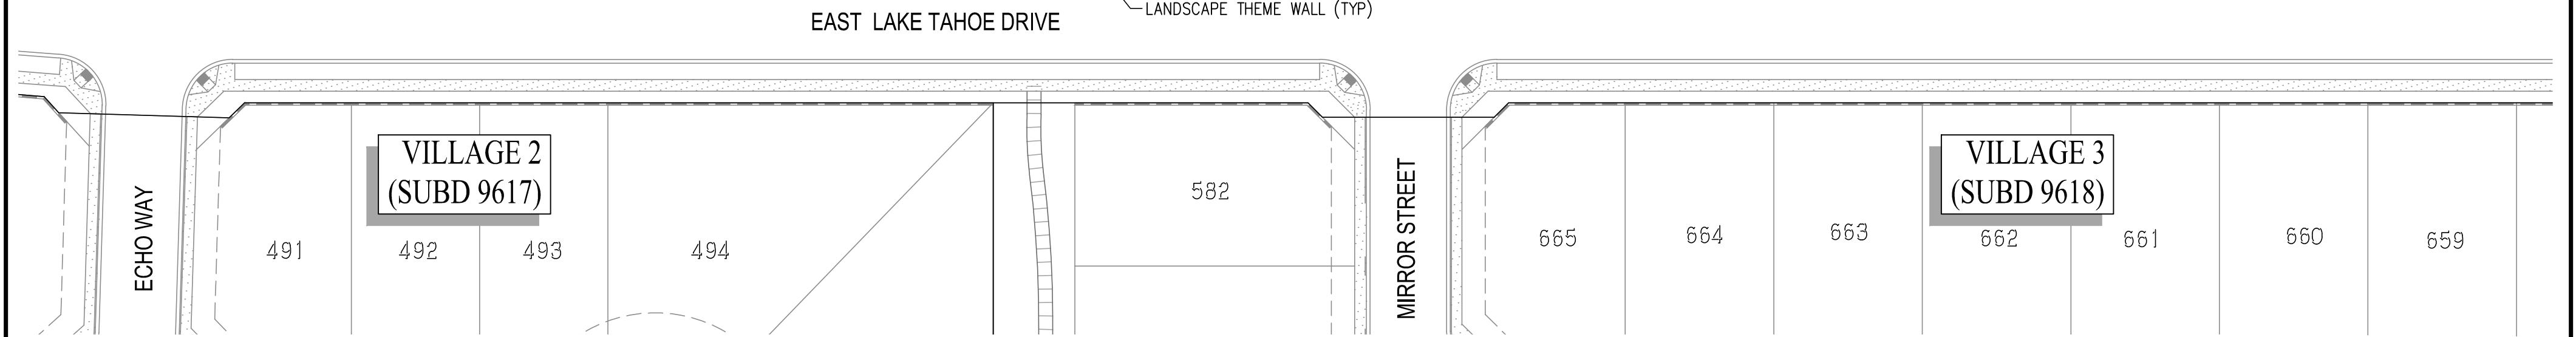 LANDSCAPE THEME WALL (TYP)
EAST LAKE TAHOE DRIVE
VILLAGE 2
(SUBD 9617)
VILLAGE 3
(SUBD 9618)
ECHO WAY
MIRROR STREET
491
492
493
494
582
665
664
663
662
661
660
659